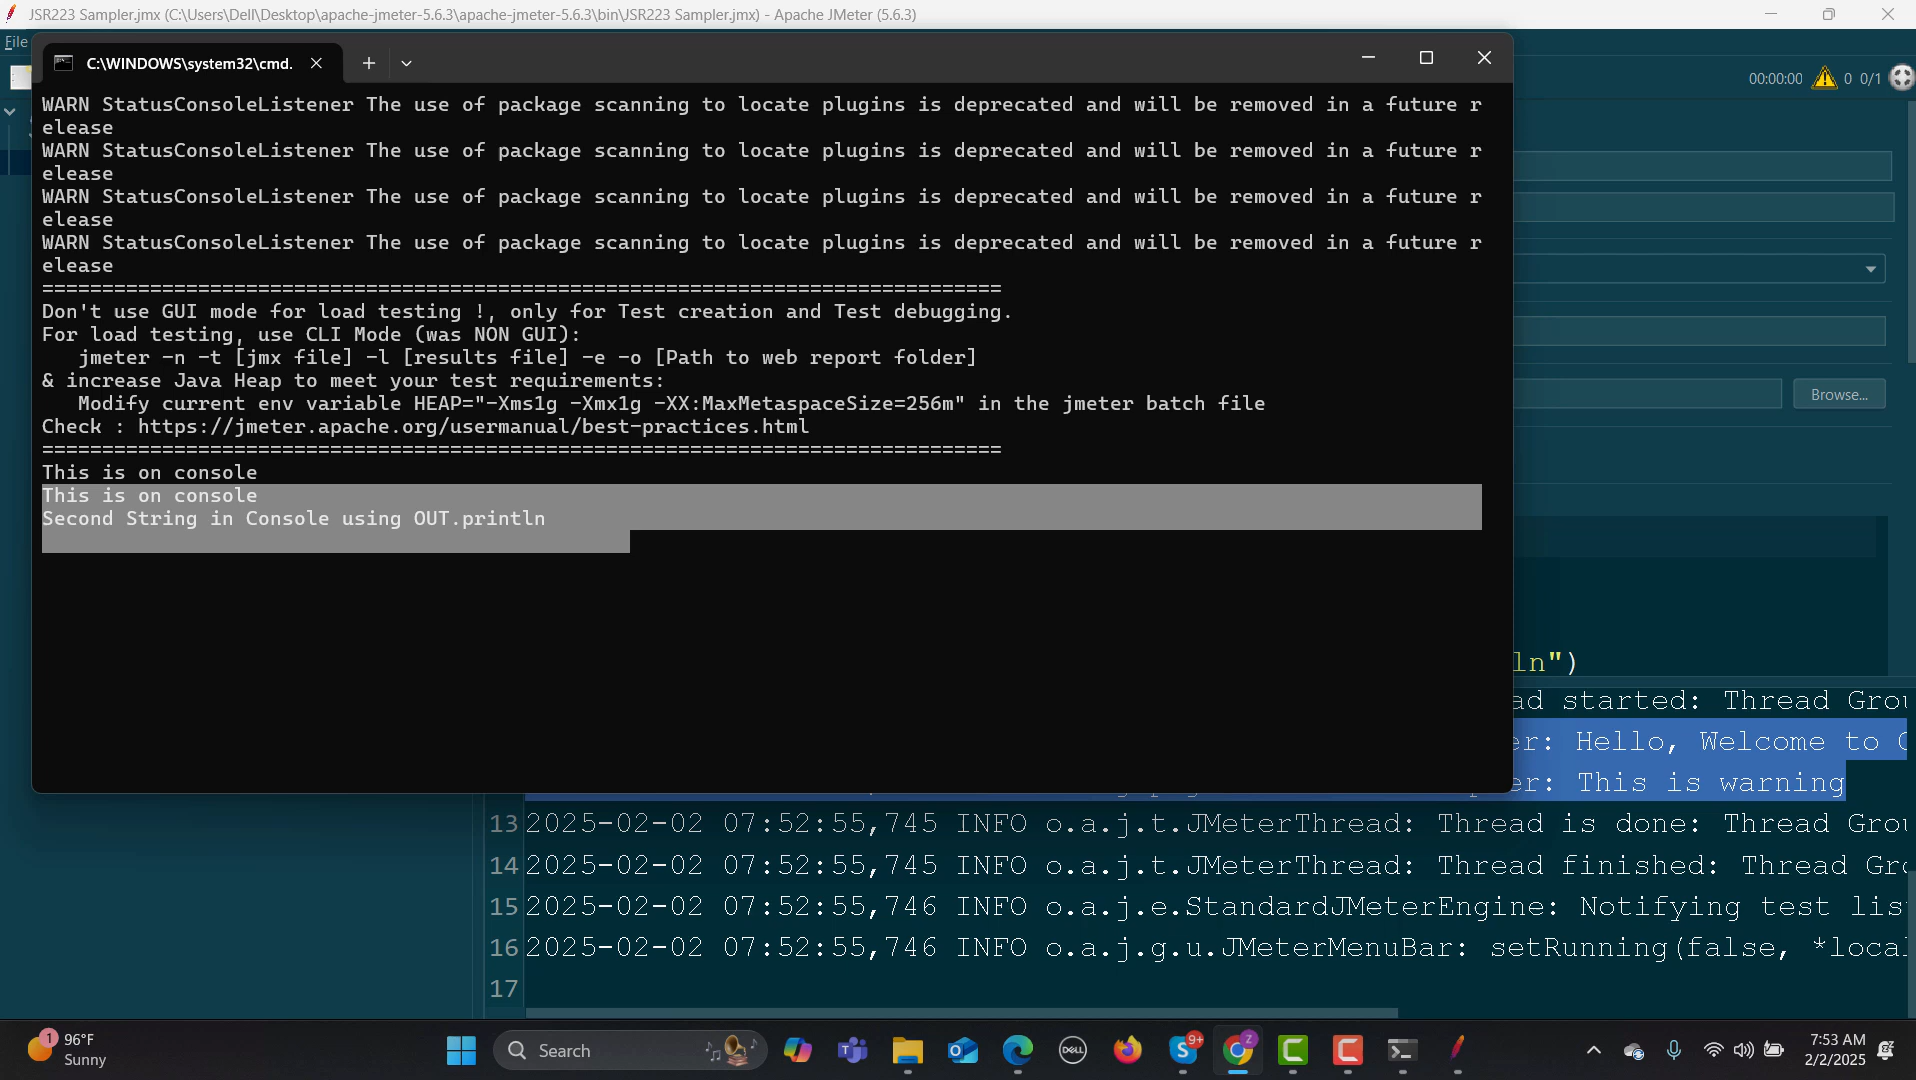 JSR223 Sampler.jmx (C:\Users\Dell\Desktop\apache-jmeter-5.6.3\apache-jmeter-5.6.3\bin\JSR223 Sampler.jmx) - Apache JMeter (5.6.3)
File
C:\WINDOWS\system32\cmd.
00:00:00 0 0/1
WARN StatusConsoleListener The use of package scanning to locate plugins is deprecated and will be removed in a future r
elease
WARN StatusConsoleListener The use of package scanning to locate plugins is deprecated and will be removed in a future r
elease
WARN StatusConsoleListener The use of package scanning to locate plugins is deprecated and will be removed in a future r
elease
WARN StatusConsoleListener The use of package scanning to locate plugins is deprecated and will be removed in a future r
elease
================================================================================
Don't use GUI mode for load testing !, only for Test creation and Test debugging.
For load testing, use CLI Mode (was NON GUI):
jmeter -n -t [jmx file] -l [results file] -e -o [Path to web report folder]
& increase Java Heap to meet your test requirements:
Modify current env variable HEAP="-Xms1g -Xmx1g -XX:MaxMetaspaceSize=256m" in the jmeter batch file
Check : https://jmeter.apache.org/usermanual/best-practices.html
================================================================================
This is on console
This is on console
Second String in Console using OUT.println
Browse...
ln")
ad started: Thread Grou
er: Hello, Welcome to
er: This is warning
13 2025-02-02 07:52:55,745 INFO o.a.j.t.JMeterThread: Thread is done: Thread Grou
14 2025-02-02 07:52:55,745 INFO o.a.j.t.JMeterThread: Thread finished: Thread Gro
15 2025-02-02 07:52:55,746 INFO o.a.j.e.StandardJMeterEngine: Notifying test lis
16 2025-02-02 07:52:55,746 INFO o.a.j.g.u.JMeterMenuBar: setRunning(false, *local
17
1
96°F
Sunny
Search
DELL
9+
Z
7:53 AM
2/2/2025